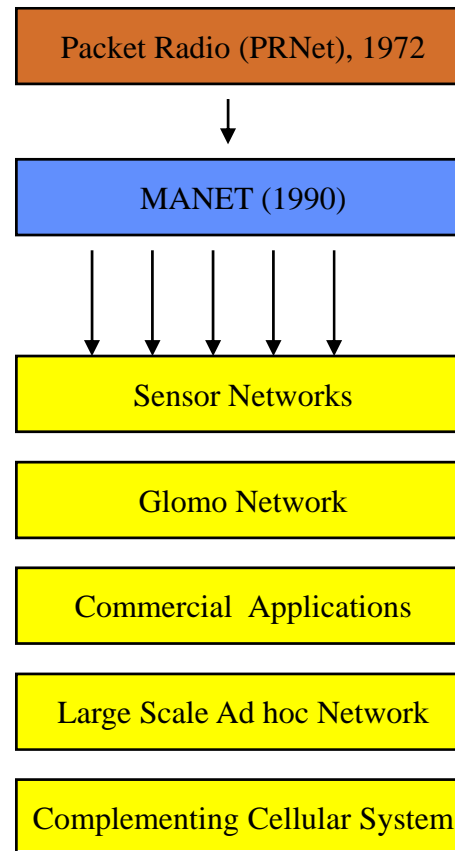 Packet Radio (PRNet), 1972
MANET (1990)
Sensor Networks
Glomo Network
Commercial  Applications
Large Scale Ad hoc Network
Complementing Cellular System